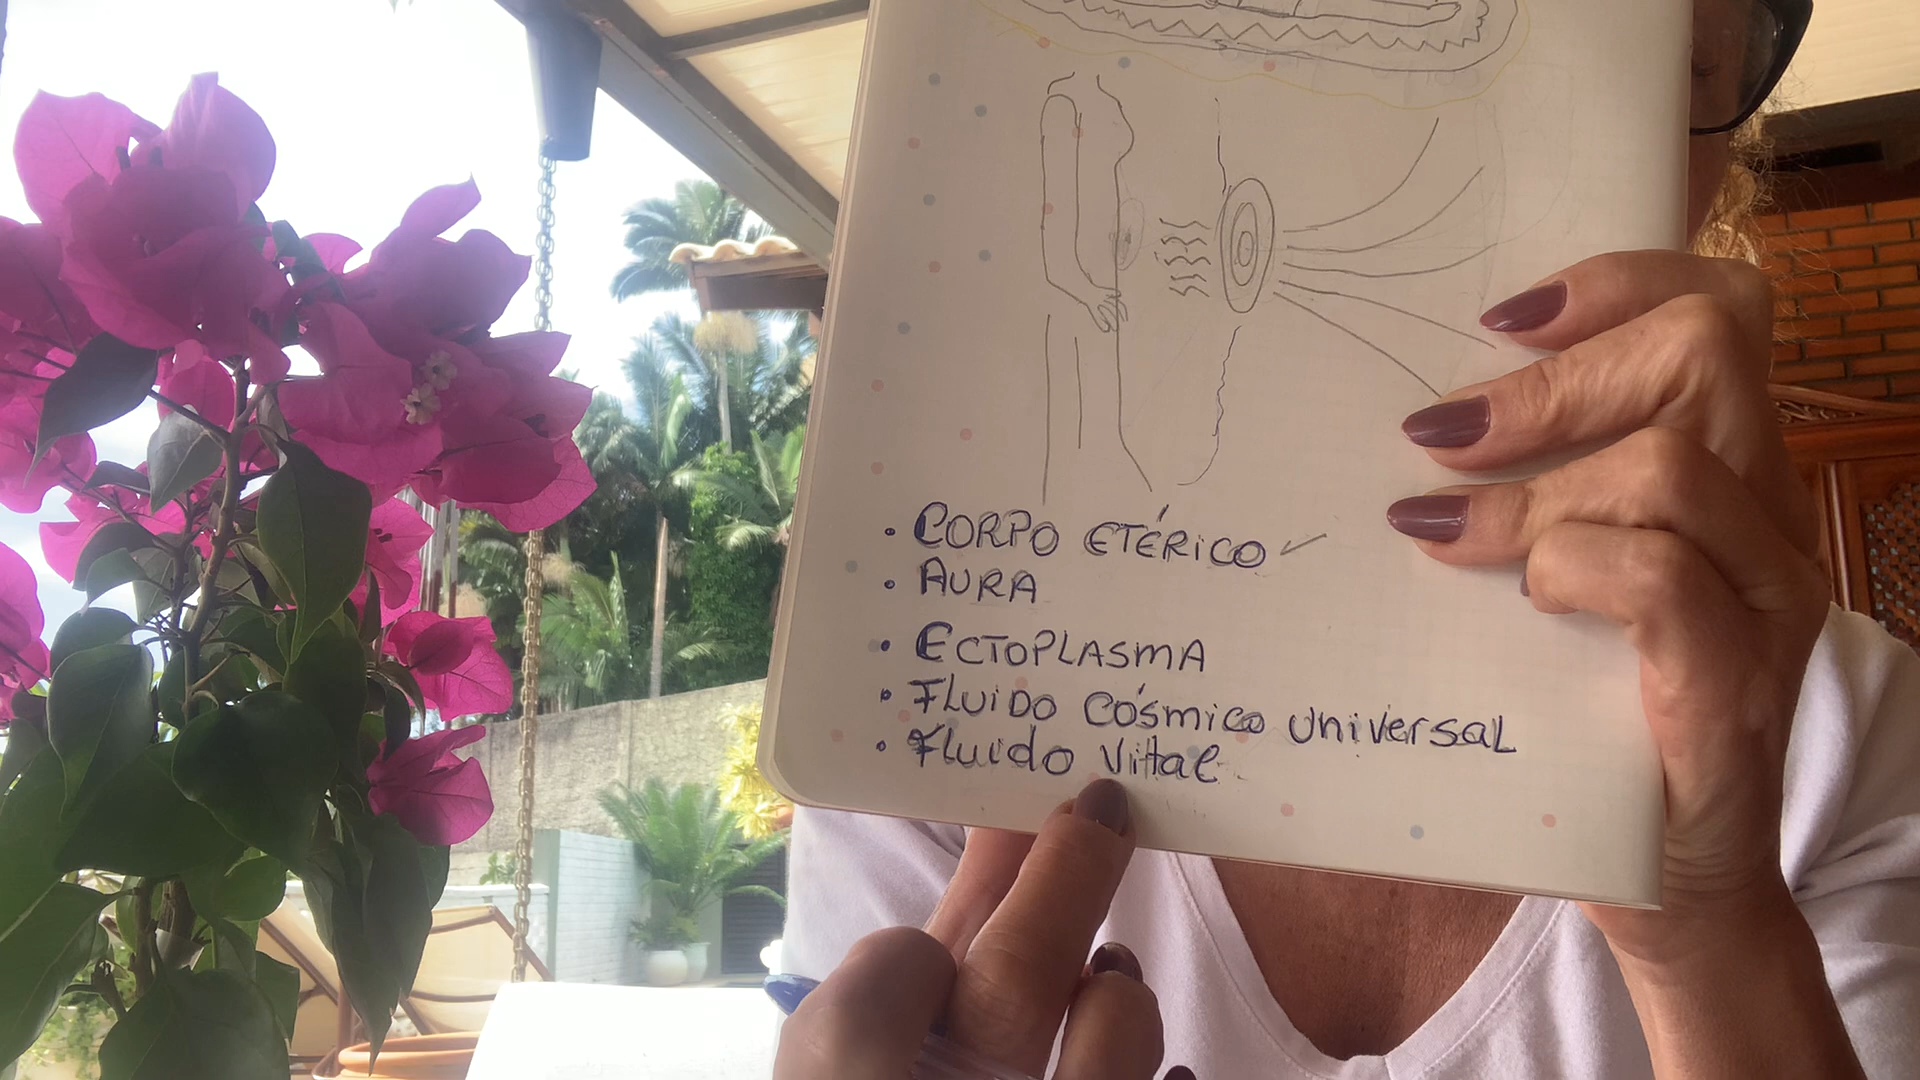 • CORPO ETÉRICO ✓
• AURA
• ECTOPLASMA
• FLUIDO CÓSMICO UNIVERSAL
• FLUIDO VITAL